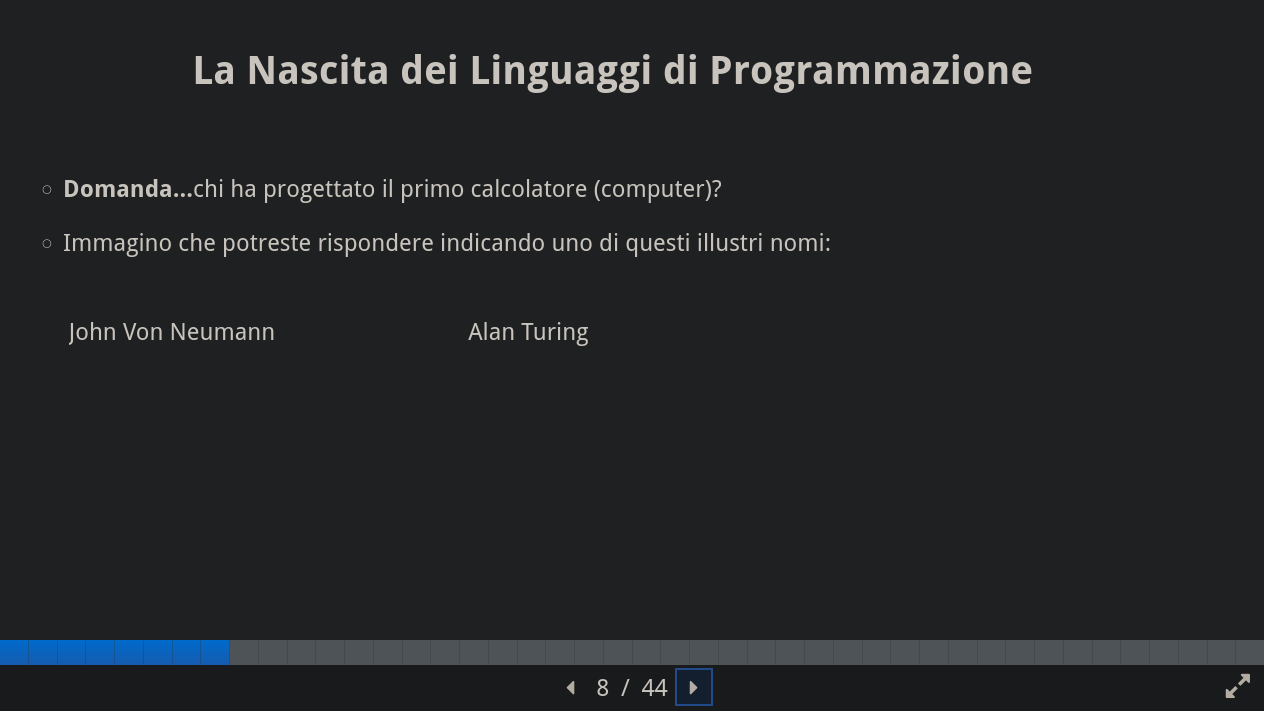 La Nascita dei Linguaggi di Programmazione
Domanda...chi ha progettato il primo calcolatore (computer)?
Immagino che potreste rispondere indicando uno di questi illustri nomi:
John Von Neumann
Alan Turing
8 / 44